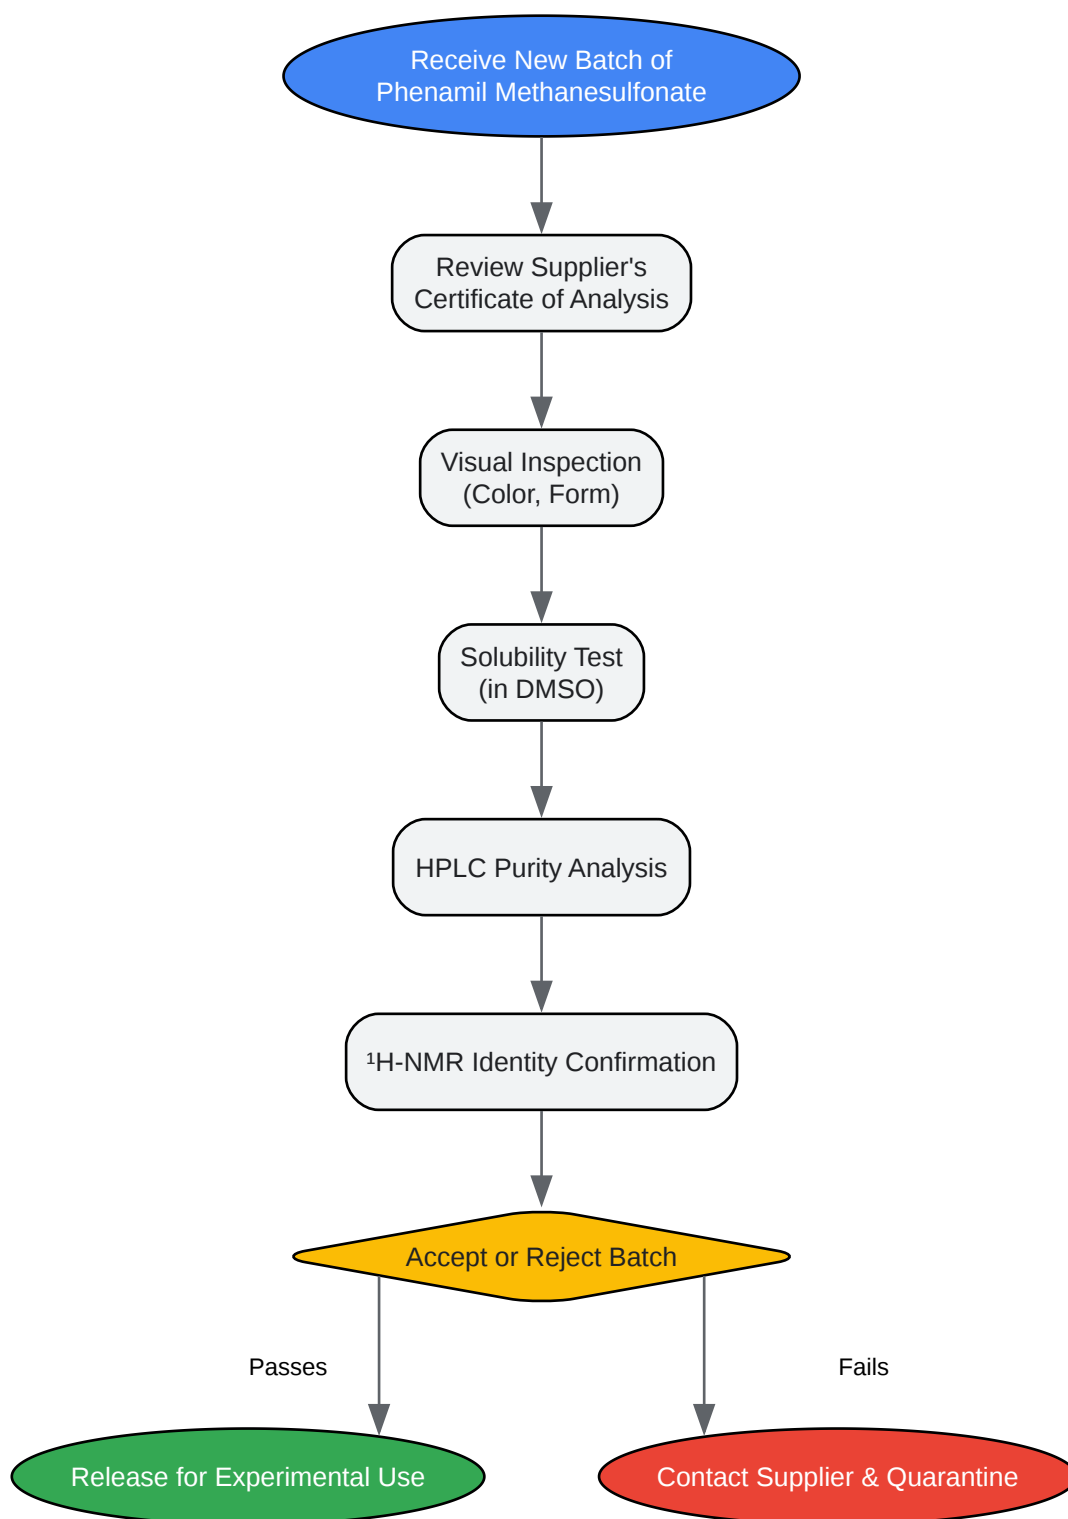 Receive New Batch of
Phenamil Methanesulfonate
Review Supplier's
Certificate of Analysis
Visual Inspection
(Color, Form)
Solubility Test
(in DMSO)
HPLC Purity Analysis
¹H-NMR Identity Confirmation
Accept or Reject Batch
Passes
Fails
Release for Experimental Use
Contact Supplier & Quarantine